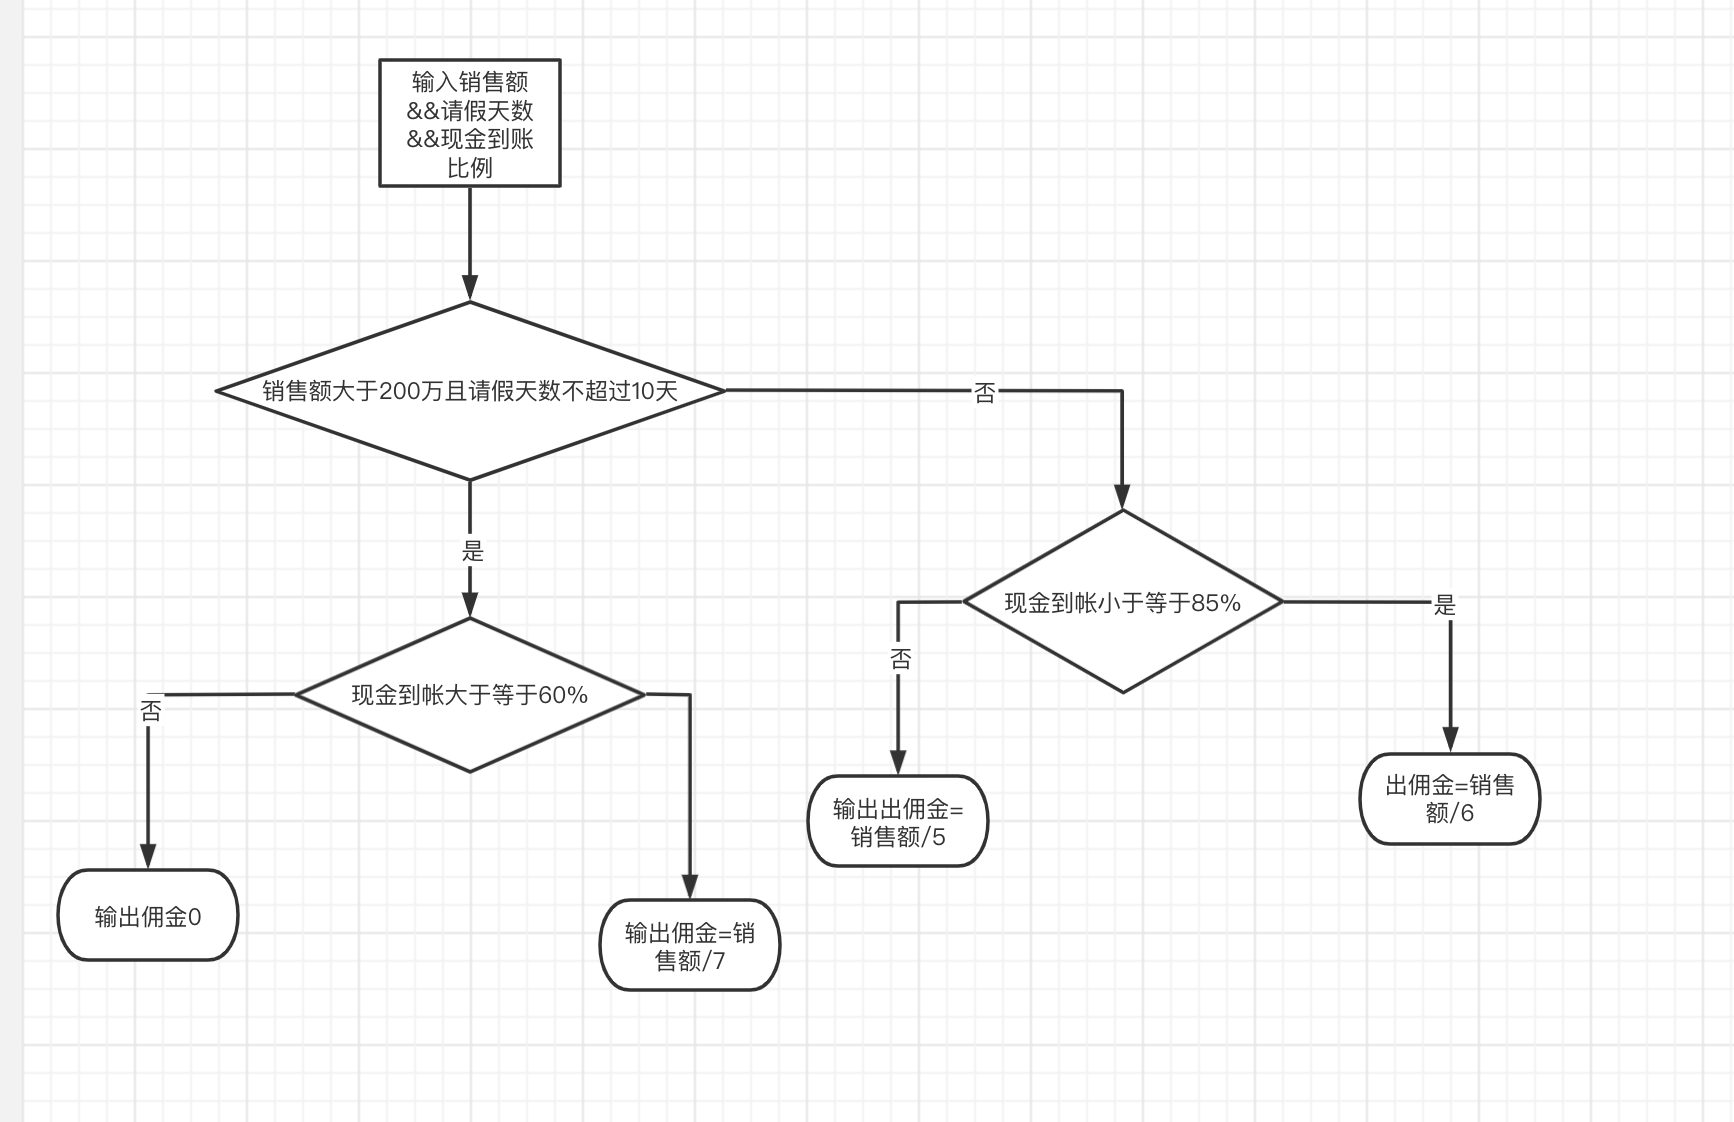 输入销售额
&&请假天数
&&现金到账
比例
销售额大于200万且请假天数不超过10天
否
是
现金到帐小于等于85%
是
否
现金到帐大于等于60%
否
出佣金=销售
额/6
输出出佣金=
销售额/5
输出佣金0
输出佣金=销
售额/7